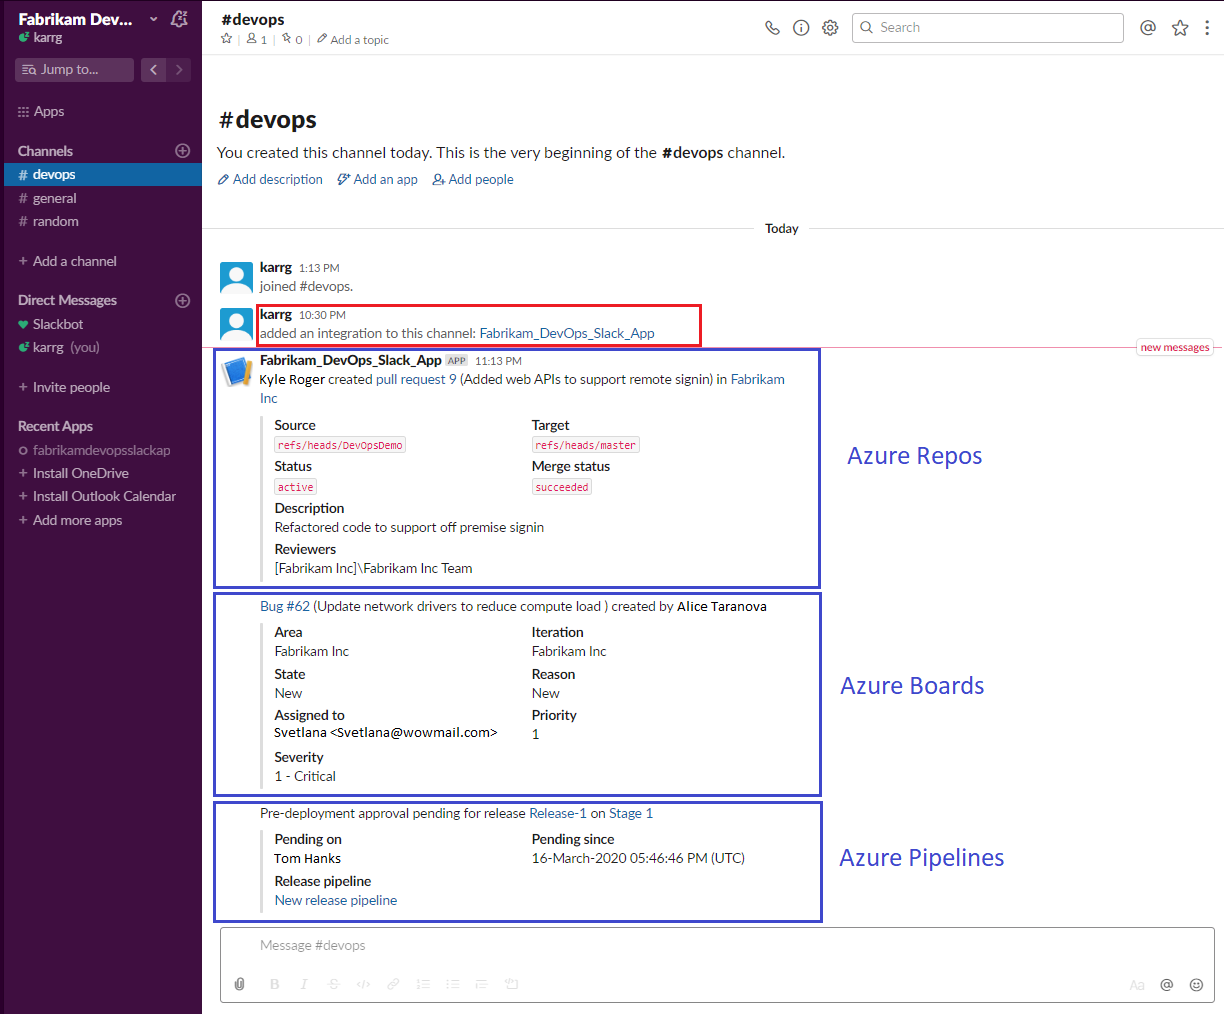 Fabrikam Dev...
karrg
Jump to...
Apps
Channels
# devops
# general
# random
+ Add a channel
Direct Messages
Slackbot
karrg (you)
+ Invite people
Recent Apps
fabrikamdevopsslackap
+ Install OneDrive
+ Install Outlook Calendar
+ Add more apps
#devops
1 | 0 | Add a topic
Search
#devops
You created this channel today. This is the very beginning of the #devops channel.
Add description Add an app Add people
Today
karrg 1:13 PM
joined #devops.
karrg 10:30 PM
added an integration to this channel: Fabrikam_DevOps_Slack_App
new messages
Fabrikam_DevOps_Slack_App APP 11:13 PM
Kyle Roger created pull request 9 (Added web APIs to support remote signin) in Fabrikam
Inc
Source Target
refs/heads/DevOpsDemo refs/heads/master
Status Merge status
active succeeded
Description
Refactored code to support off premise signin
Reviewers
[Fabrikam Inc]\Fabrikam Inc Team
Azure Repos
Bug #62 (Update network drivers to reduce compute load ) created by Alice Taranova
Area Iteration
Fabrikam Inc Fabrikam Inc
State Reason
New New
Assigned to Priority
Svetlana <Svetlana@wowmail.com> 1
Severity
1 - Critical
Azure Boards
Pre-deployment approval pending for release Release-1 on Stage 1
Pending on Pending since
Tom Hanks 16-March-2020 05:46:46 PM (UTC)
Release pipeline
New release pipeline
Azure Pipelines
Message #devops
B I S </> Aa @